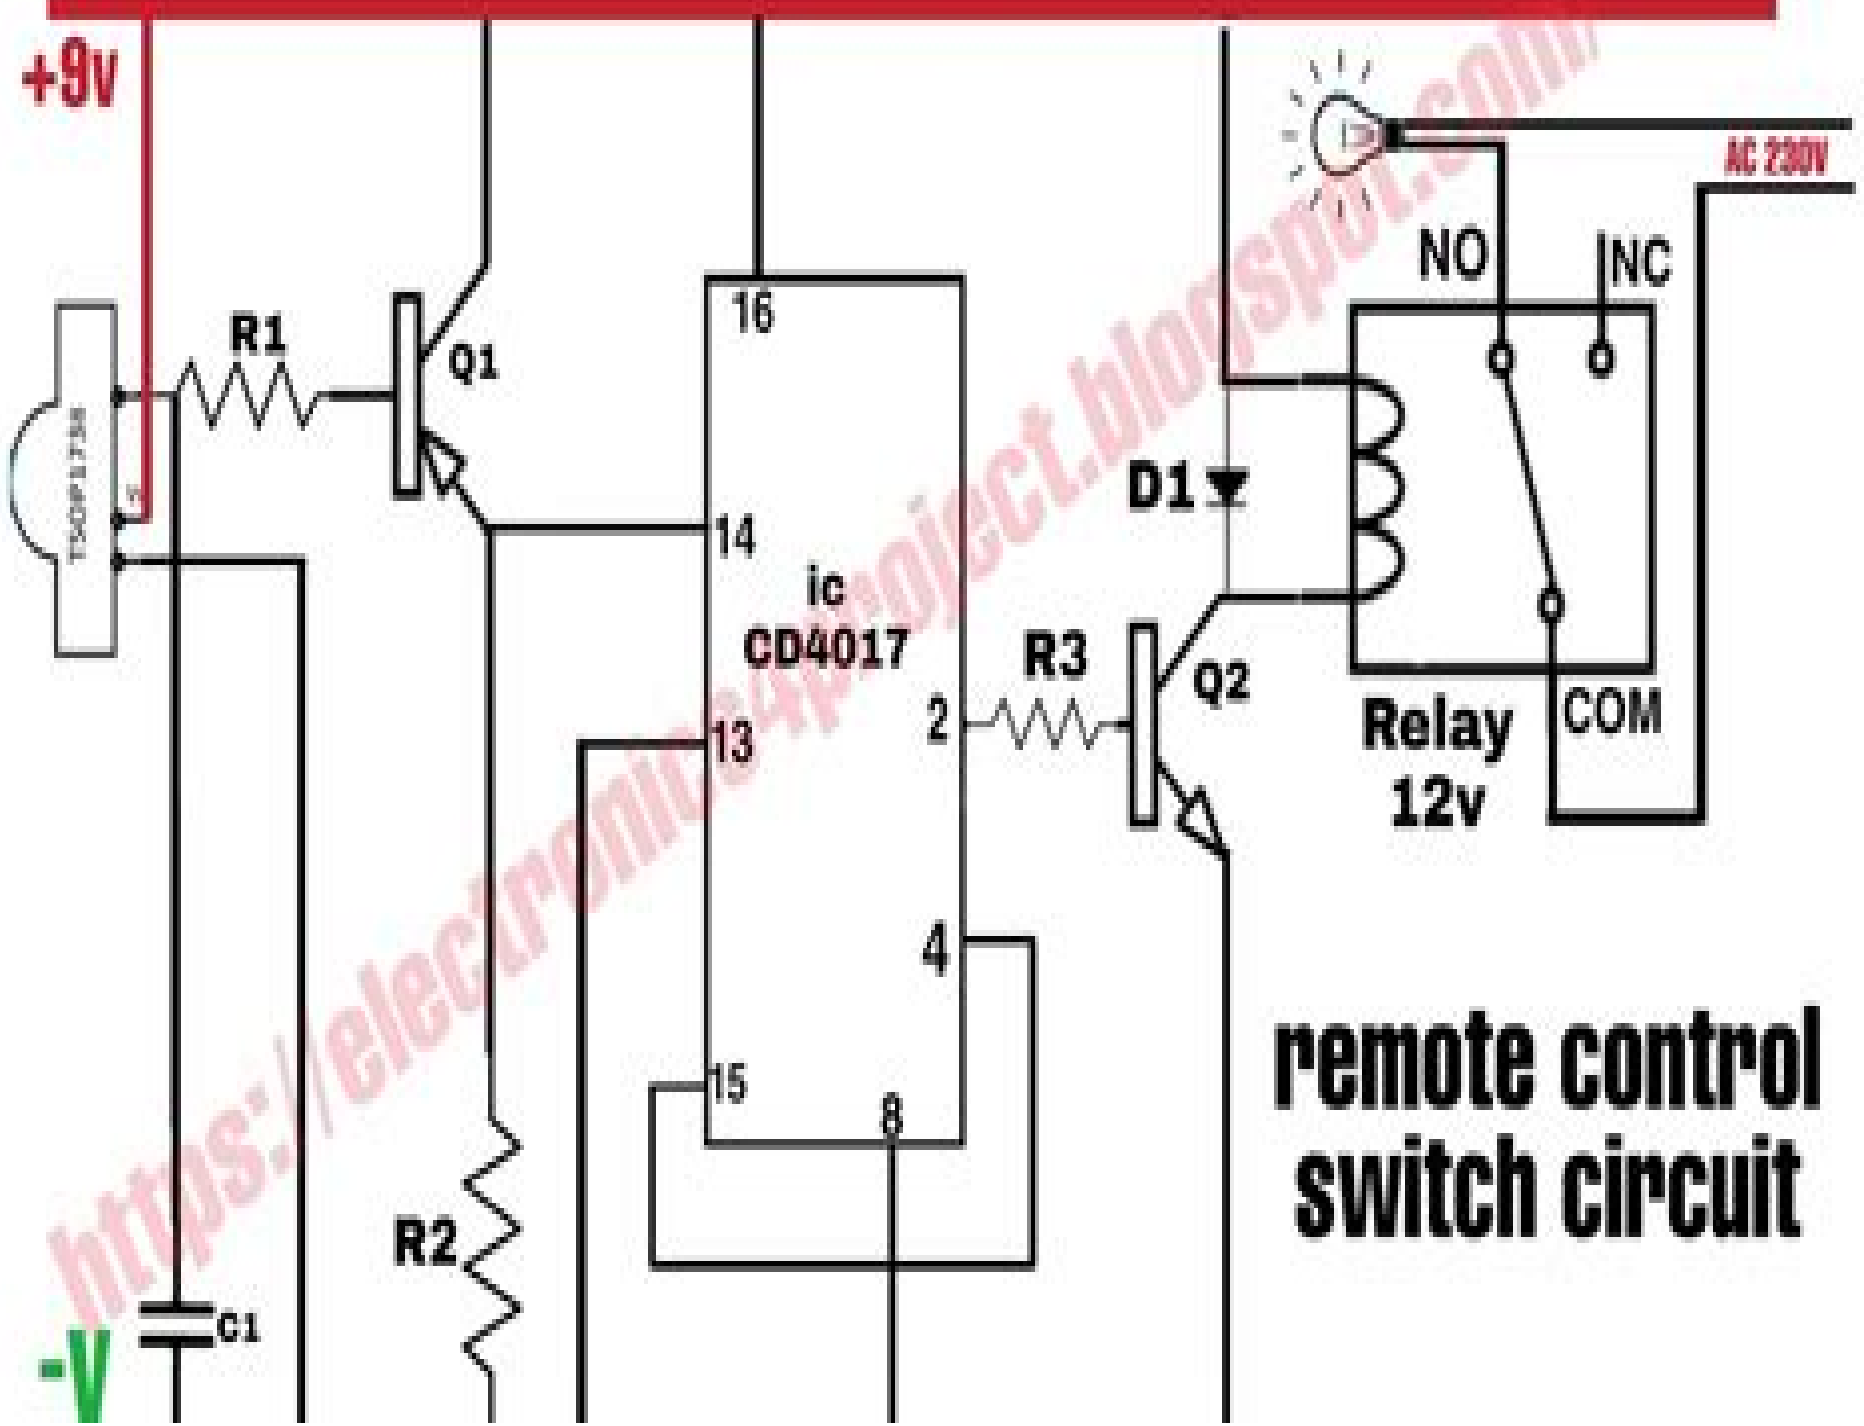 +9v
AC 230V
NO
NC
16
R1
Q1
TSOP1738
D1
14
ic
CD4017
R3
Q2
2
13
Relay
12v
COM
4
15
8
remote control
switch circuit
R2
C1
-V
https://electronics4project.blogspot.com/